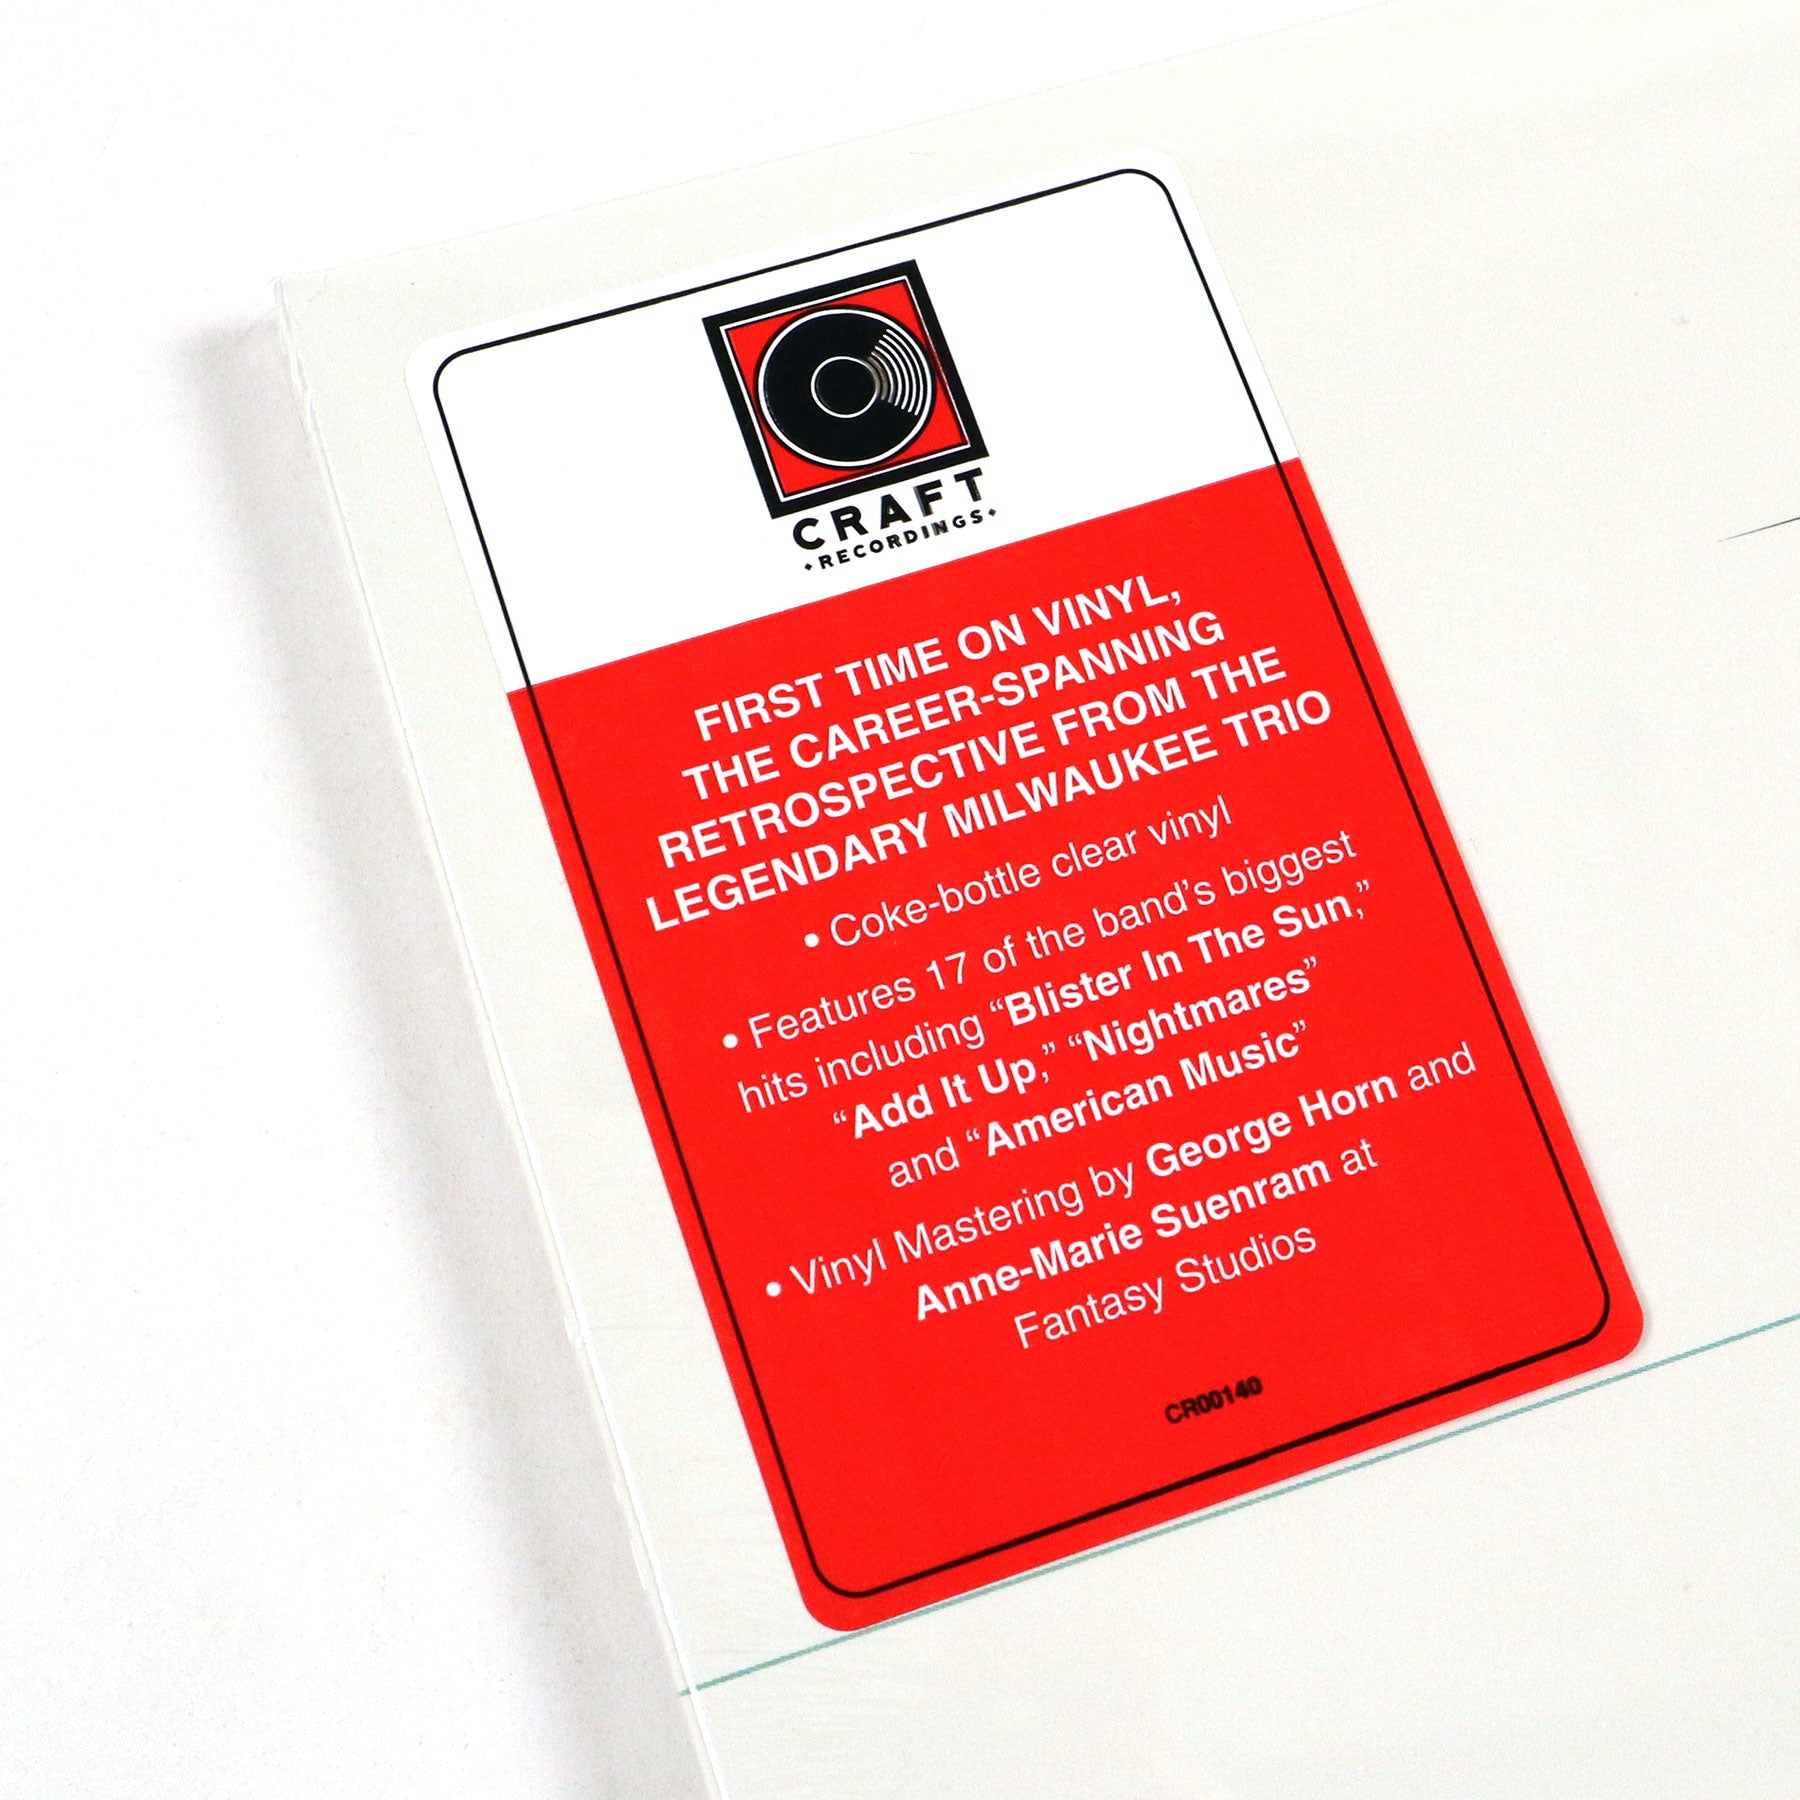 CRAFT
RECORDINGS
FIRST TIME ON VINYL,
THE CAREER-SPANNING
RETROSPECTIVE FROM THE
LEGENDARY MILWAUKEE TRIO
• Coke-bottle clear vinyl
• Features 17 of the band’s biggest
hits including “Blister In The Sun,”
“Add It Up,” “Nightmares”
and “American Music”
• Vinyl Mastering by George Horn and
Anne-Marie Suenram at
Fantasy Studios
CR00140